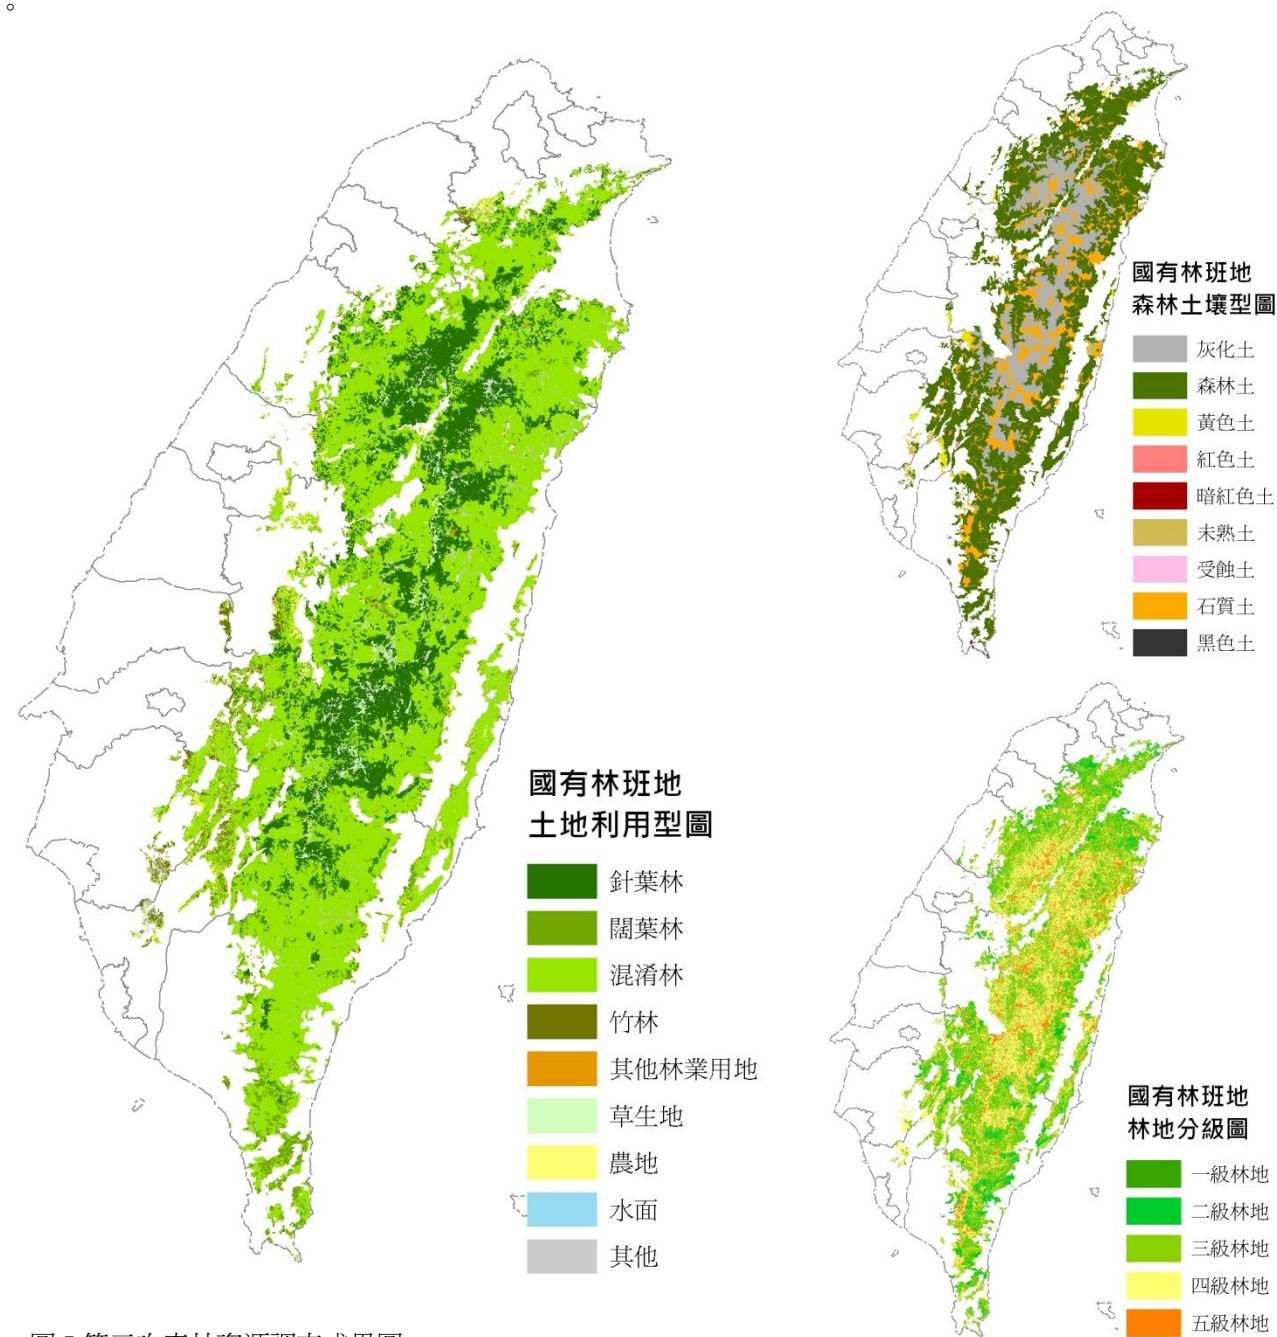 。
國有林班地
森林土壤型圖
灰化土
森林土
黃色土
紅色土
暗紅色土
未熟土
受蝕土
石質土
黑色土
國有林班地
土地利用型圖
針葉林
闊葉林
混淆林
竹林
其他林業用地
草生地
農地
水面
其他
國有林班地
林地分級圖
一級林地
二級林地
三級林地
四級林地
五級林地